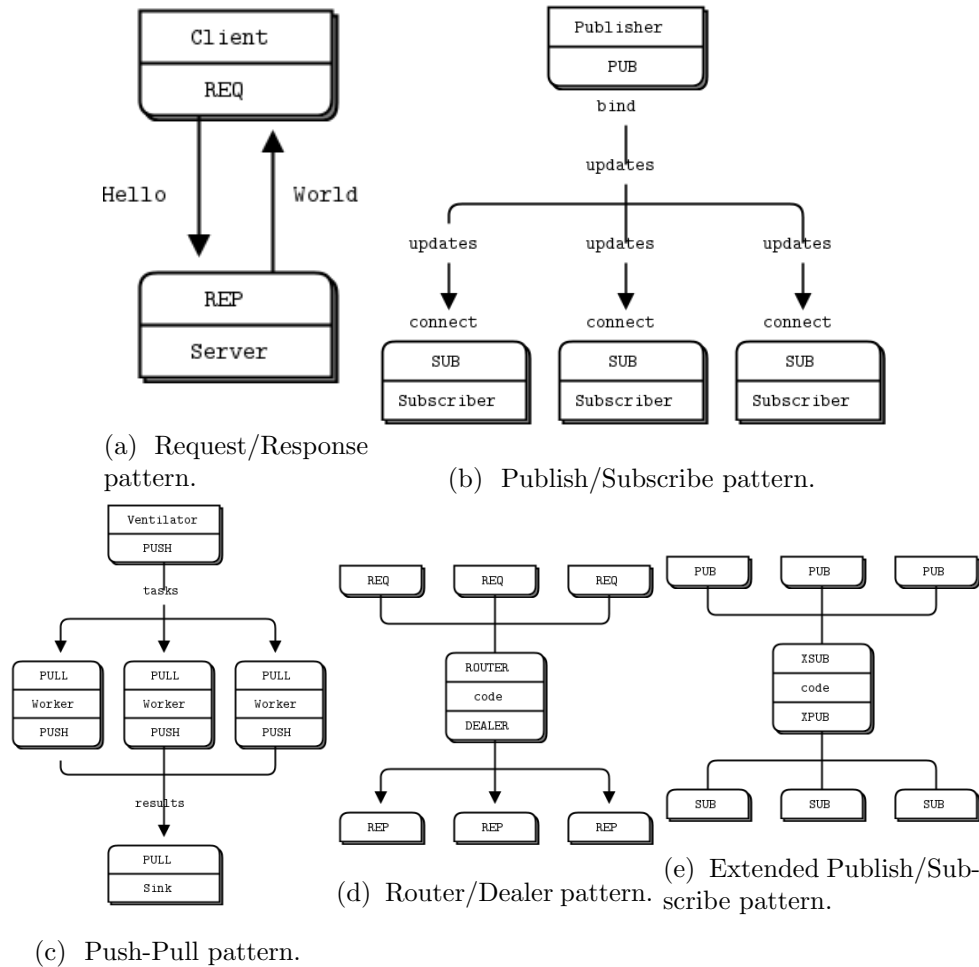 Client
REQ
Hello
World
REP
Server
(a) Request/Response
pattern.
Publisher
PUB
bind
updates
updates updates updates
connect connect connect
SUB SUB SUB
Subscriber Subscriber Subscriber
(b) Publish/Subscribe pattern.
Ventilator
PUSH
tasks
PULL PULL PULL
Worker Worker Worker
PUSH PUSH PUSH
results
PULL
Sink
(c) Push-Pull pattern.
REQ REQ REQ
ROUTER
code
DEALER
REP REP REP
(d) Router/Dealer pattern.
PUB PUB PUB
XSUB
code
XPUB
SUB SUB SUB
(e) Extended Publish/Sub-
scribe pattern.